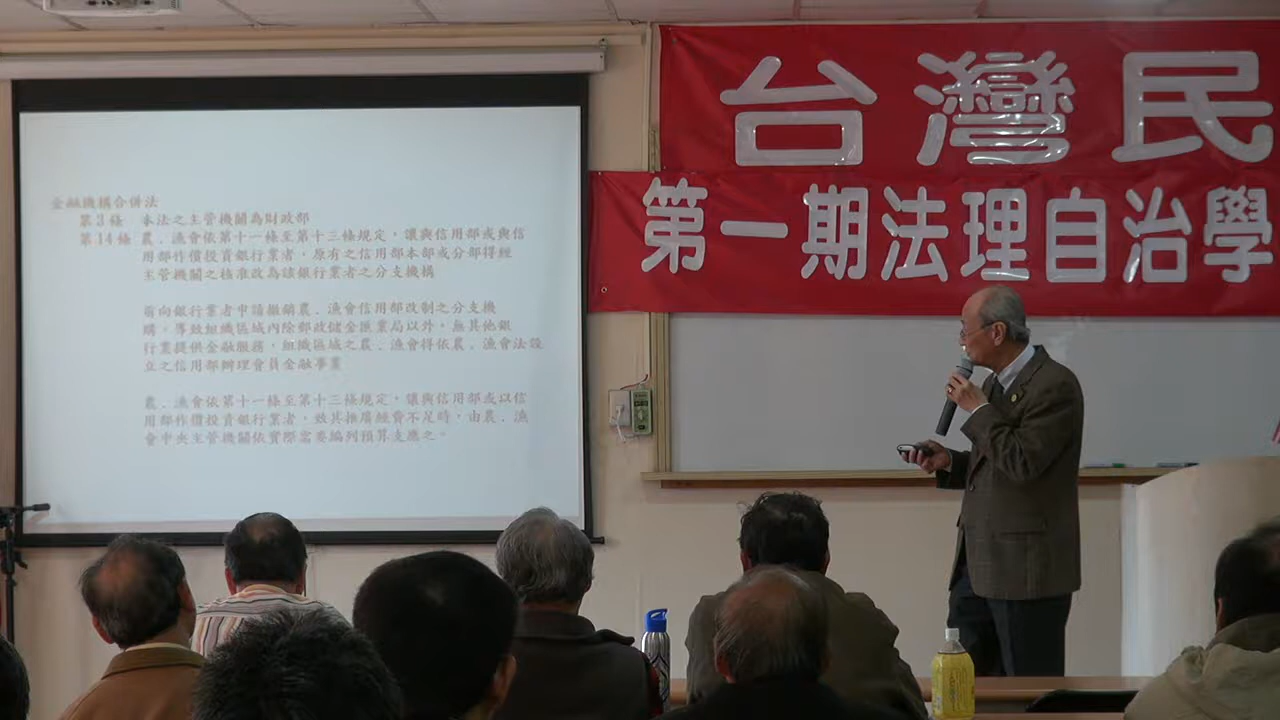 台灣民
第一期法理自治學
金融機構合併法
第3條 本法之主管機關為財政部
第14條 農﹑漁會依第十一條至第十三條規定，讓與信用部或與信
用部作價投資銀行業者，原有之信用部本部或分部得經
主管機關之核准改為該銀行業者之分支機構
前向銀行業者申請撤銷農﹑漁會信用部改制之分支機
購，導致組織區域內除郵政儲金匯業局以外，無其他銀
行業提供金融服務，組織區域之農﹑漁會得依農﹑漁會法設
立之信用部辦理會員金融事業
農﹑漁會依第十一條至第十三條規定，讓與信用部或以信
用部作價投資銀行業者，致其推廣經費不足時，由農﹑漁
會中央主管機關依實際需要編列預算支應之。